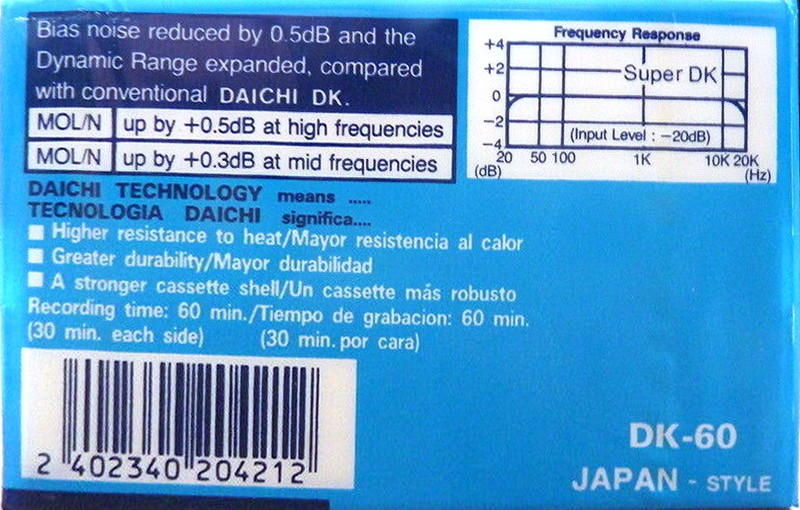 Bias noise reduced by 0.5dB and the
Dynamic Range expanded, compared
with conventional DAICHI DK.
MOL/N up by +0.5dB at high frequencies
MOL/N up by +0.3dB at mid frequencies
Frequency Response
+4
+2
0
−2
−4
(dB)
Super DK
(Input Level : −20dB)
20 50 100 1K 10K 20K
(Hz)
DAICHI TECHNOLOGY means .....
TECNOLOGIA DAICHI significa....
■ Higher resistance to heat/Mayor resistencia al calor
■ Greater durability/Mayor durabilidad
■ A stronger cassette shell/Un cassette más robusto
Recording time: 60 min./Tiempo de grabacion: 60 min.
(30 min. each side) (30 min. por cara)
2 402340 204212
DK-60
JAPAN - STYLE